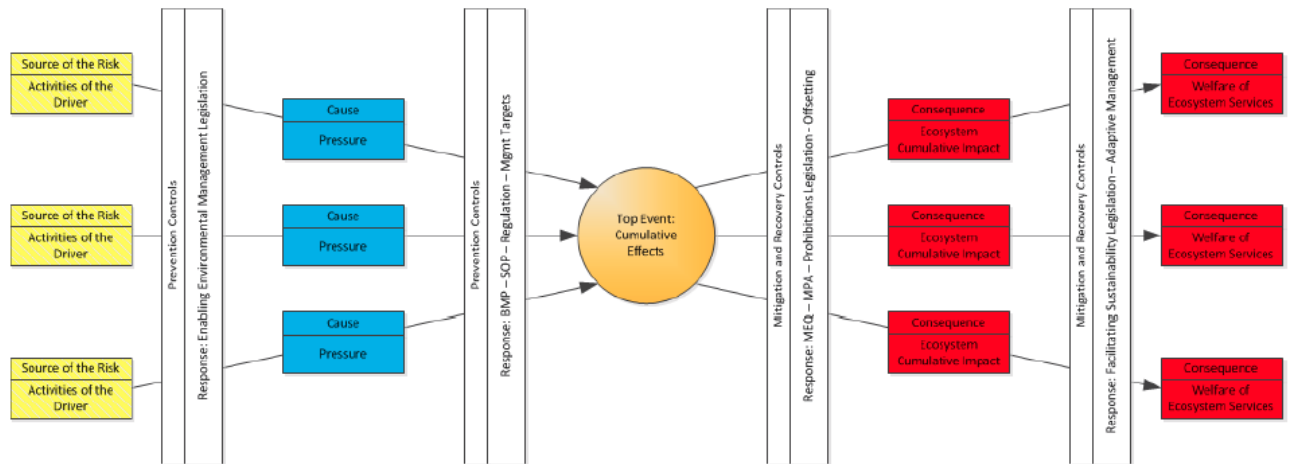 Source of the Risk
Activities of the
Driver
Source of the Risk
Activities of the
Driver
Source of the Risk
Activities of the
Driver
Prevention Controls
Response: Enabling Environmental Management Legislation
Cause
Pressure
Cause
Pressure
Cause
Pressure
Prevention Controls
Response: BMP – SOP – Regulation – Mgmt Targets
Top Event:
Cumulative
Effects
Mitigation and Recovery Controls
Response: MEQ – MPA – Prohibitions Legislation - Offsetting
Consequence
Ecosystem
Cumulative Impact
Consequence
Ecosystem
Cumulative Impact
Consequence
Ecosystem
Cumulative Impact
Mitigation and Recovery Controls
Response: Facilitating Sustainability Legislation – Adaptive Management
Consequence
Welfare of
Ecosystem Services
Consequence
Welfare of
Ecosystem Services
Consequence
Welfare of
Ecosystem Services